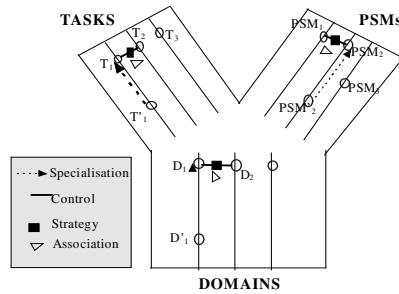 TASKS
PSMs
T2
T3
T1
T'1
PSM1
PSM2
PSM3
PSM'2
D1
D2
D'1
Specialisation
Control
Strategy
Association
DOMAINS